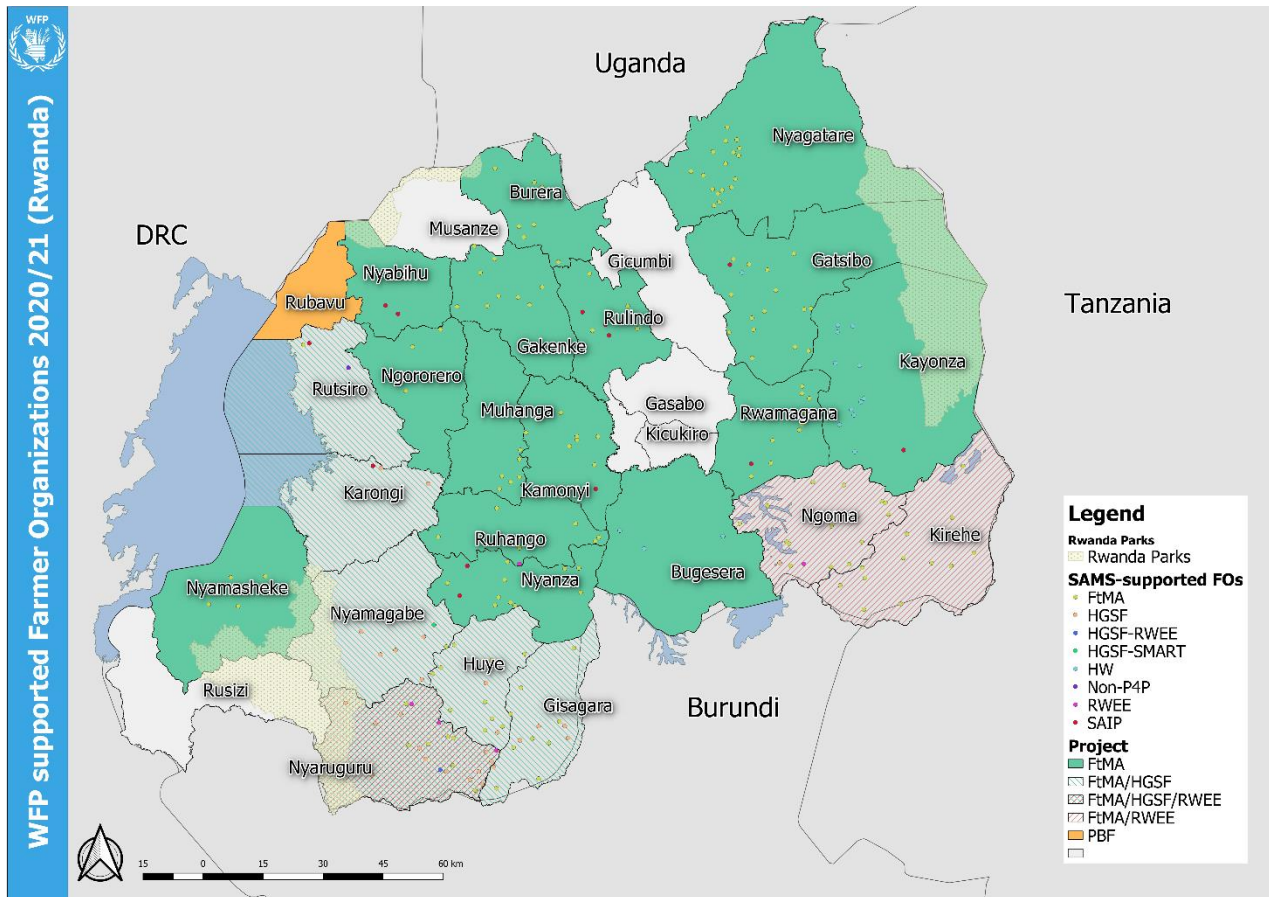 WFP
WFP supported Farmer Organizations 2020/21 (Rwanda)
Uganda
DRC
Tanzania
Burundi
Nyagatare
Burera
Musanze
Gicumbi
Gatsibo
Nyabihu
Rubavu
Rulindo
Gakenke
Kayonza
Rutsiro
Ngororero
Muhanga
Gasabo
Rwamagana
Kicukiro
Karongi
Kamonyi
Ngoma
Kirehe
Ruhango
Nyamasheke
Nyanza
Bugesera
Nyamagabe
Huye
Rusizi
Gisagara
Nyaruguru
Legend
Rwanda Parks
Rwanda Parks
SAMS-supported FOs
FtMA
HGSF
HGSF-RWEE
HGSF-SMART
HW
Non-P4P
RWEE
SAIP
Project
FtMA
FtMA/HGSF
FtMA/HGSF/RWEE
FtMA/RWEE
PBF
15 0 15 30 45 60 km